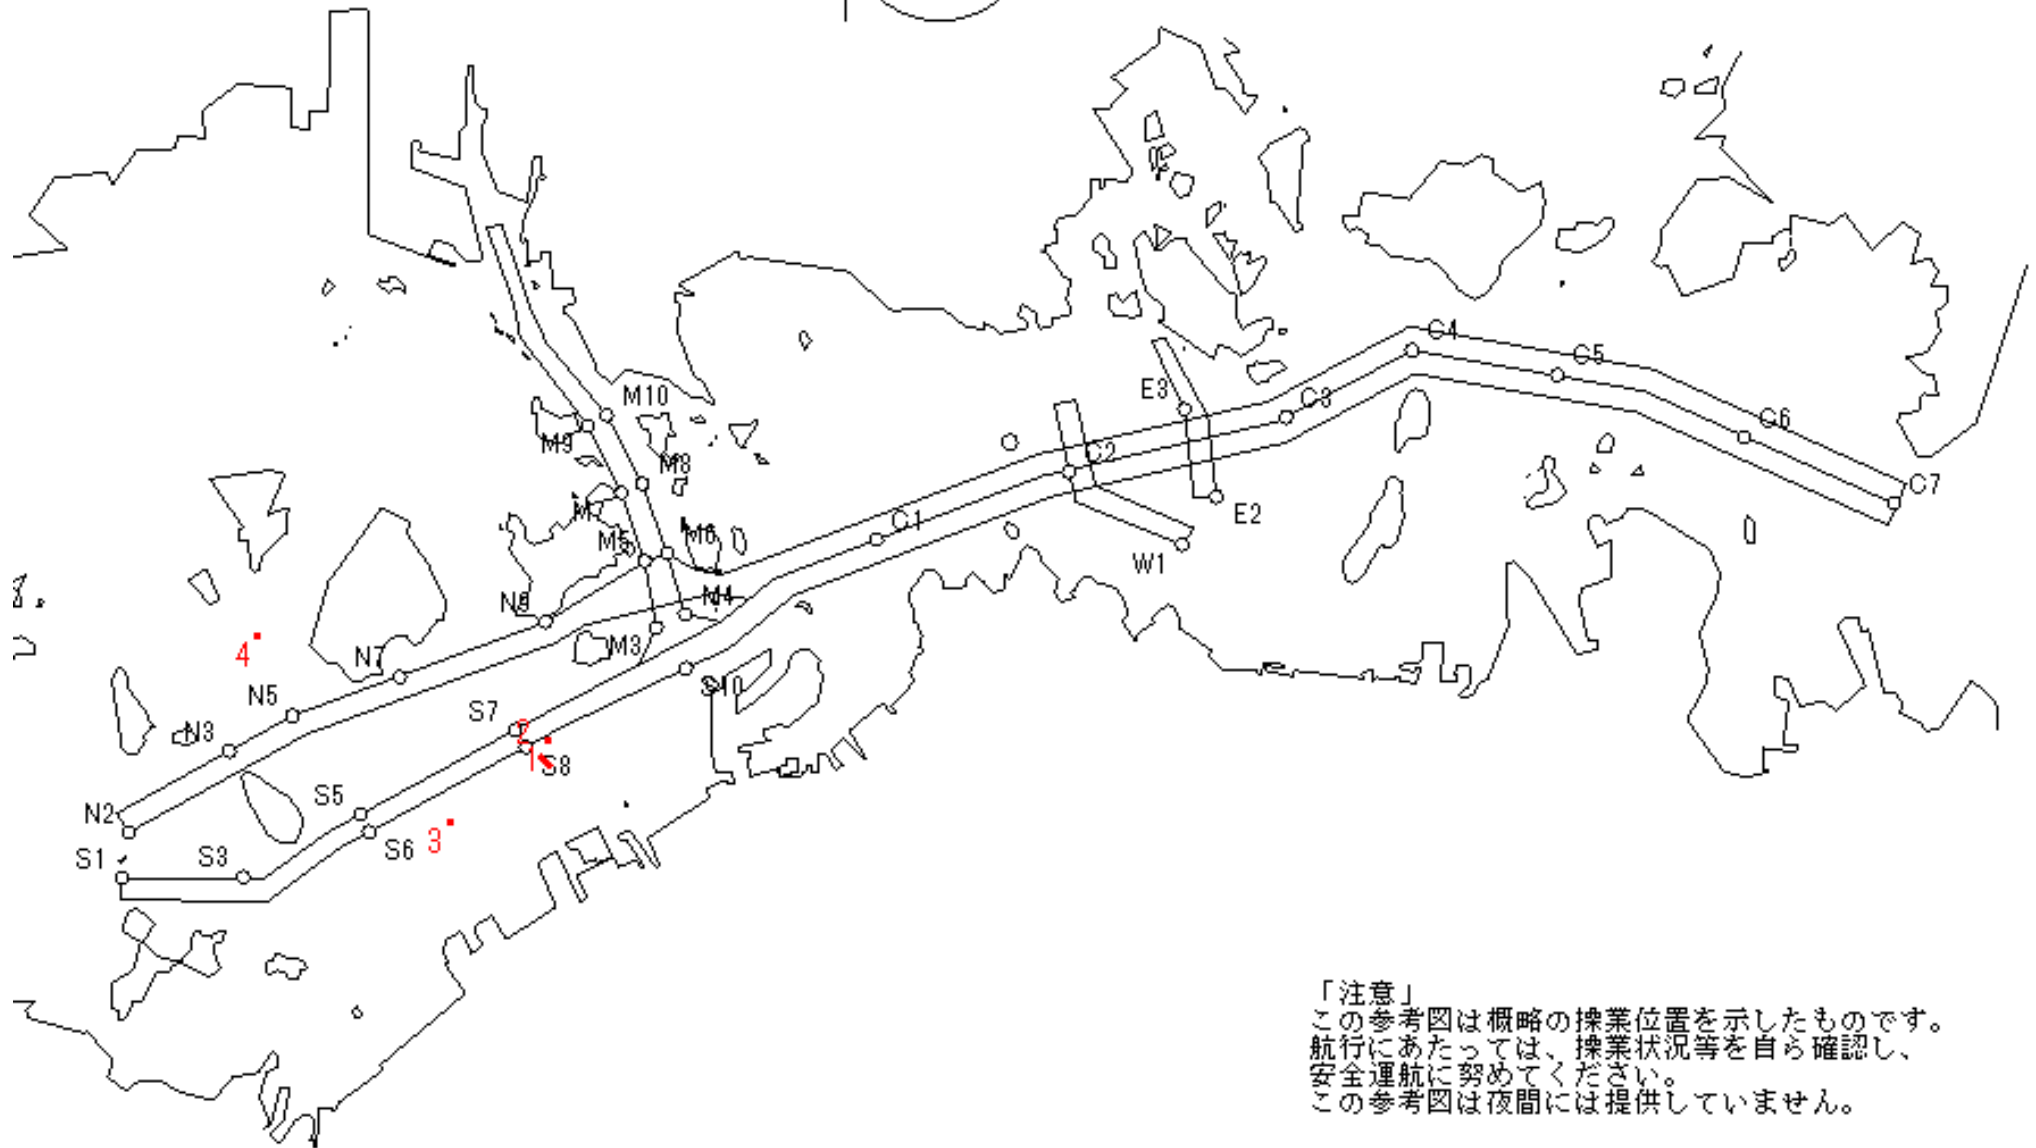 C4
C5
E3
M10
C3
C6
M9
C2
M8
C7
M7
E2
C1
M5
M6
W1
N9
M4
4
M3
N7
S10
N5
S7
2
N3
1
S8
S5
N2
3
S1
S3
S6
「注意」
この参考図は概略の操業位置を示したものです。
航行にあたっては、操業状況等を自ら確認し、
安全運航に努めてください。
この参考図は夜間には提供していません。